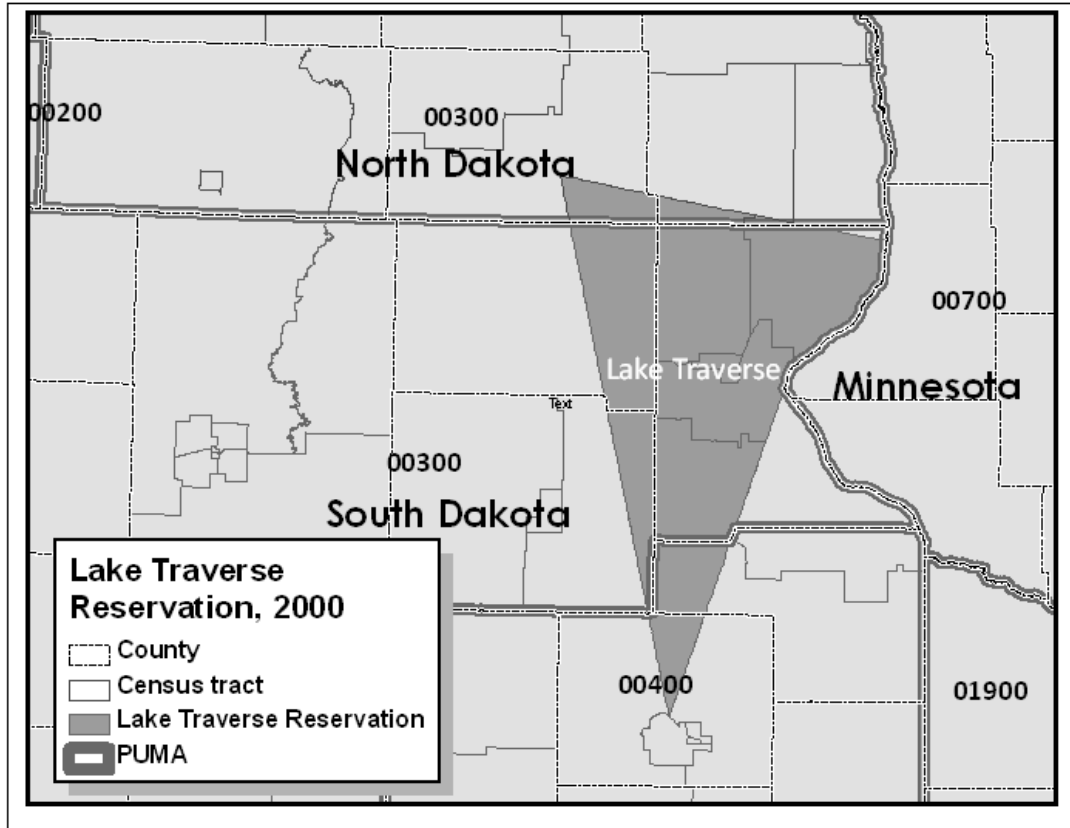 00200
00300
North Dakota
00700
Lake Traverse
Minnesota
Text
00300
South Dakota
Lake Traverse
Reservation, 2000
County
Census tract
Lake Traverse Reservation
PUMA
00400
01900